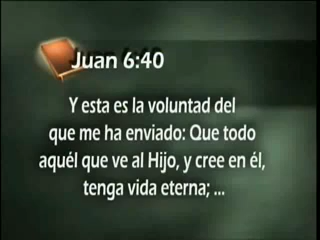 Juan 6:40
Y esta es la voluntad del
que me ha enviado: Que todo
aquél que ve al Hijo, y cree en él,
tenga vida eterna; ...